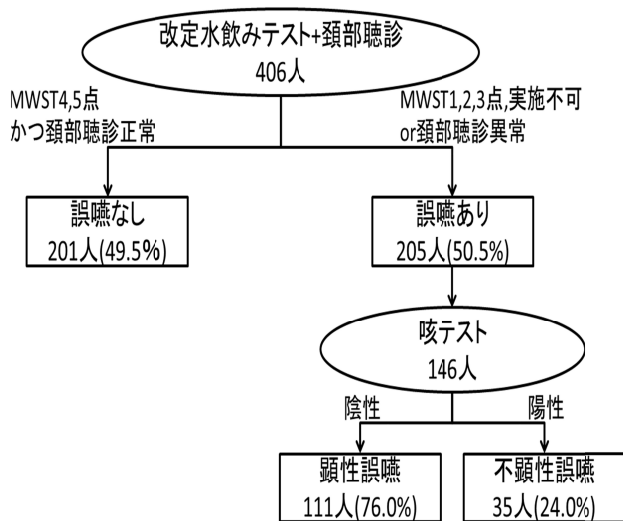 改定水飲みテスト+頚部聴診
406人
MWST4,5点
かつ頚部聴診正常
MWST1,2,3点,実施不可
or頚部聴診異常
誤嚥なし
201人(49.5%)
誤嚥あり
205人(50.5%)
咳テスト
146人
陰性
陽性
顕性誤嚥
111人(76.0%)
不顕性誤嚥
35人(24.0%)